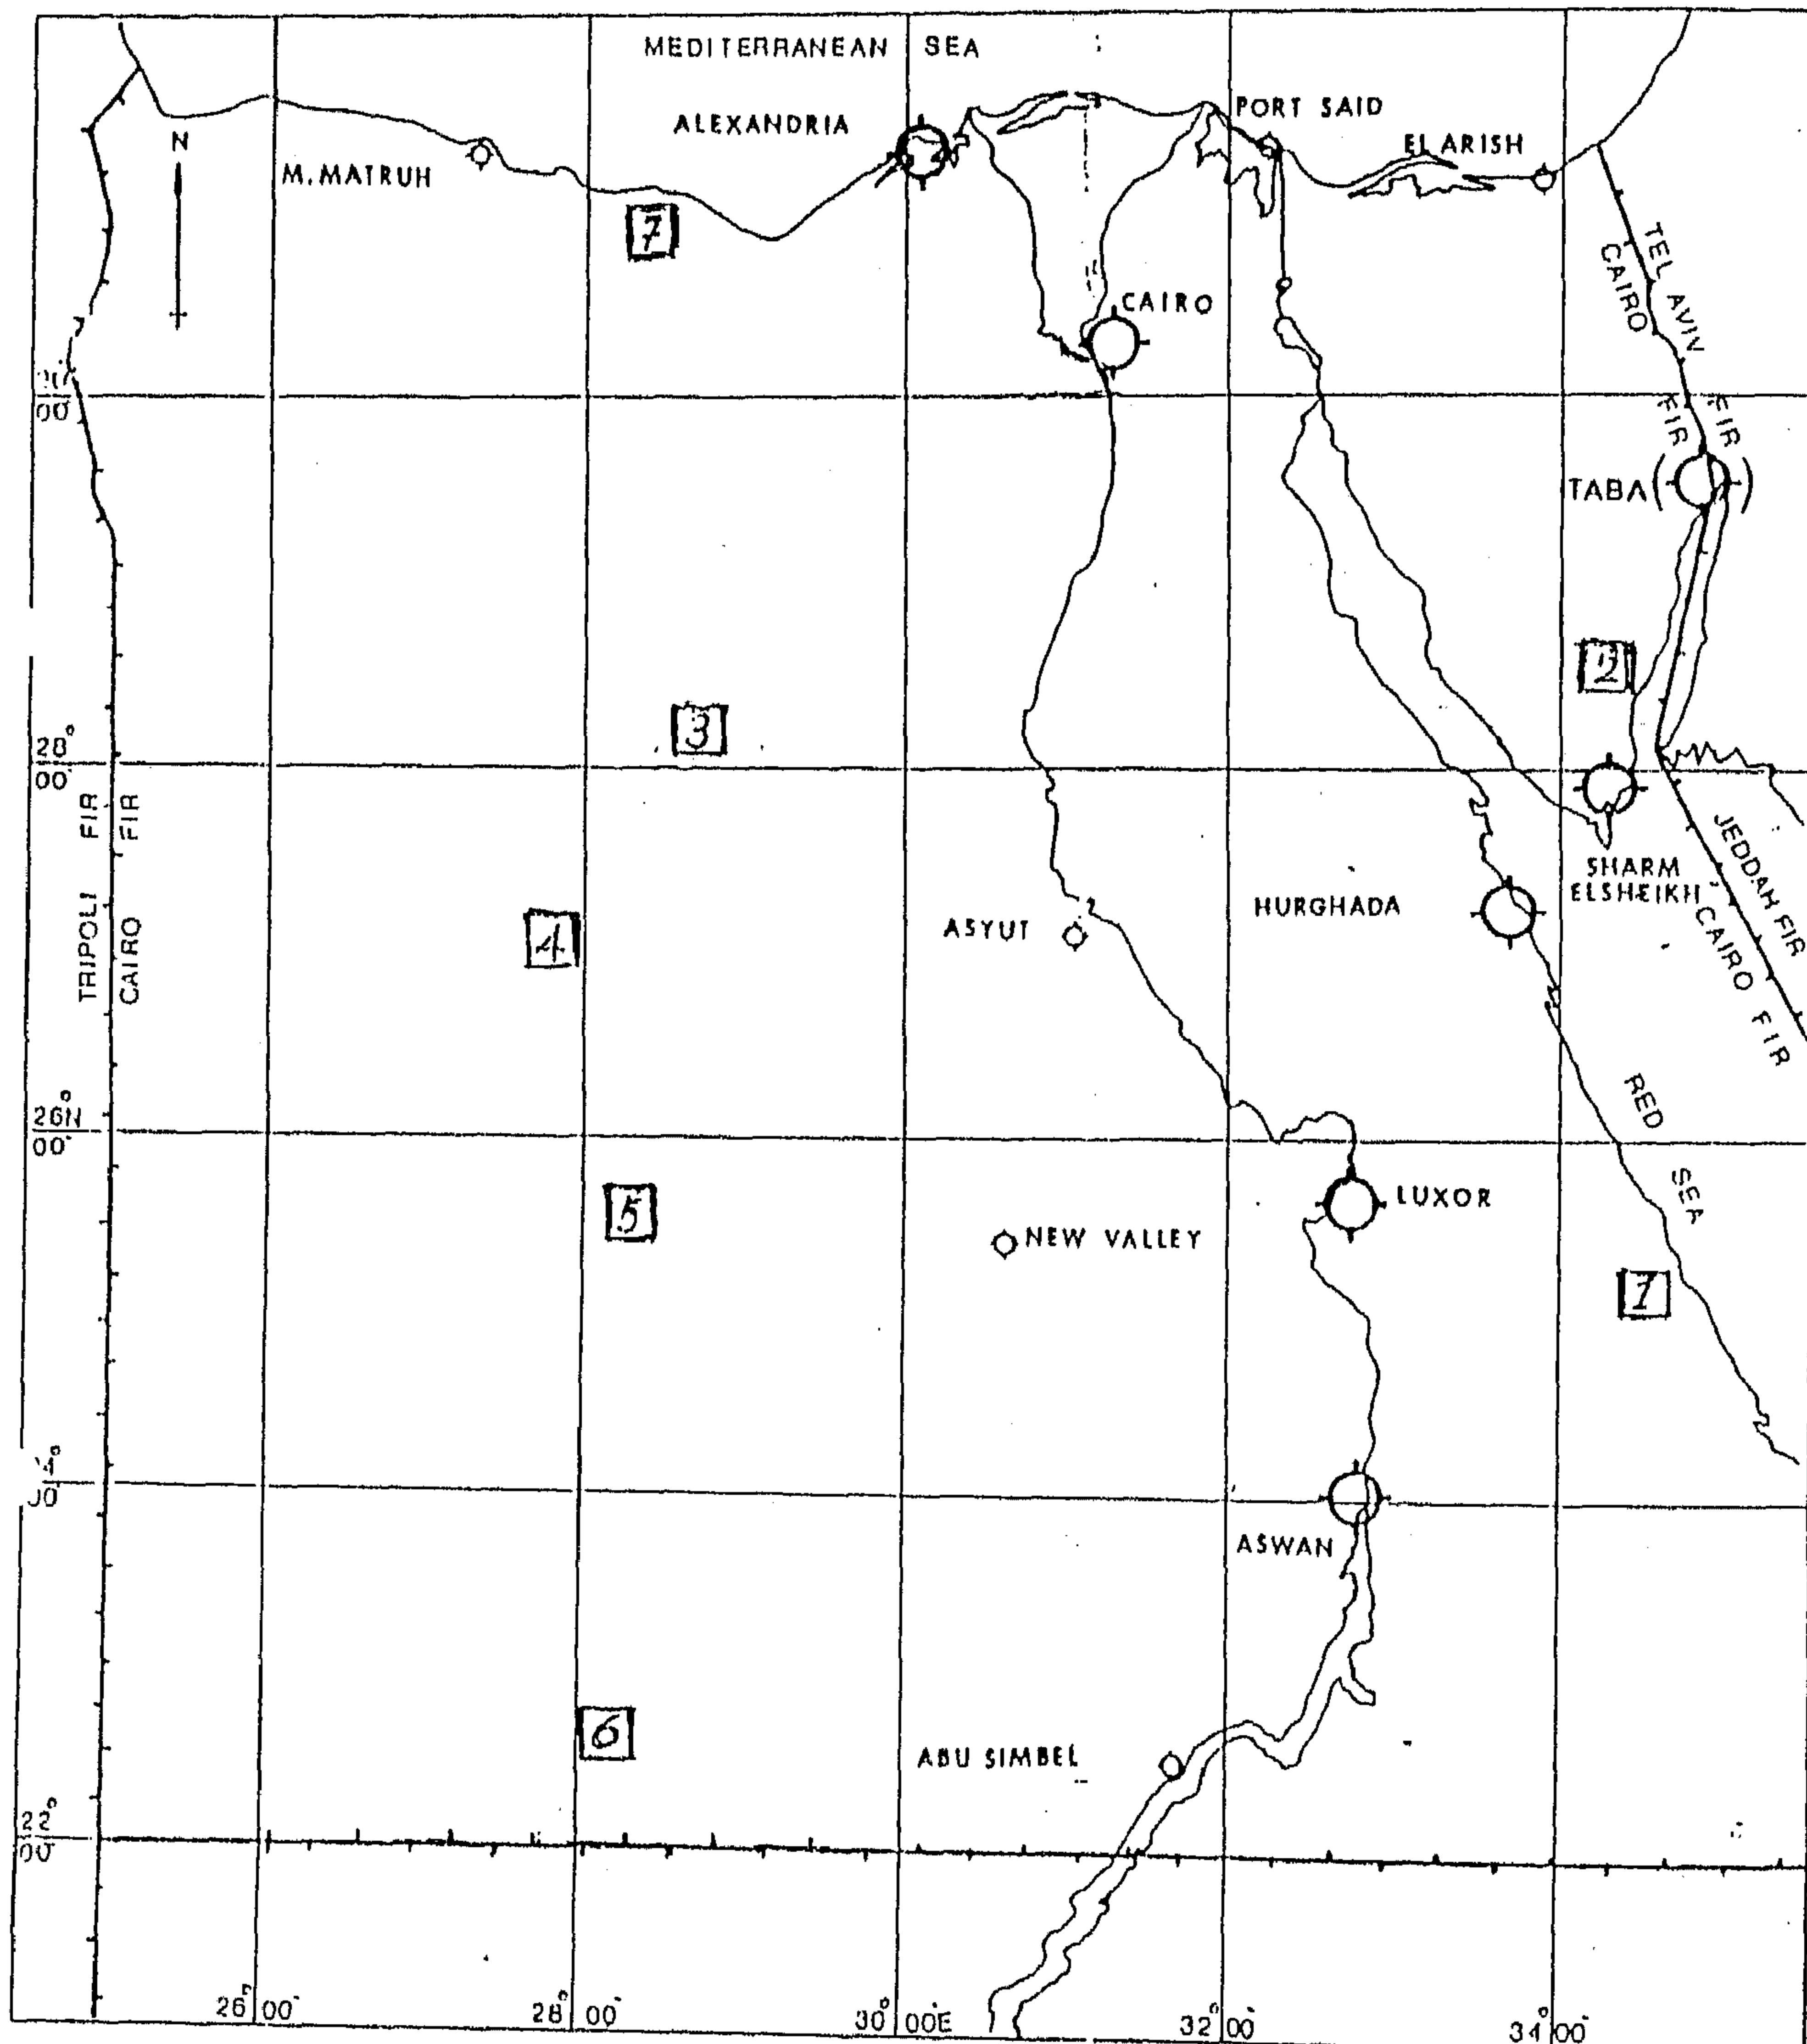 MEDITERRANEAN SEA
PORT SAID
ALEXANDRIA
EL ARISH
N
M. MATRUH
7
TEL AVIV FIR
CAIRO FIR
CAIRO
00'
TABA
2
3
28°
00'
TRIPOLI FIR
CAIRO FIR
SHARM
ELSHEIKH
JEDDAH FIR
CAIRO FIR
HURGHADA
ASYUT
4
RED SEA
26N°
00'
LUXOR
5
NEW VALLEY
1
ASWAN
6
ABU SIMBEL
22°
00'
26°00'
28°00'
30°00'E
32°00'
34°00'